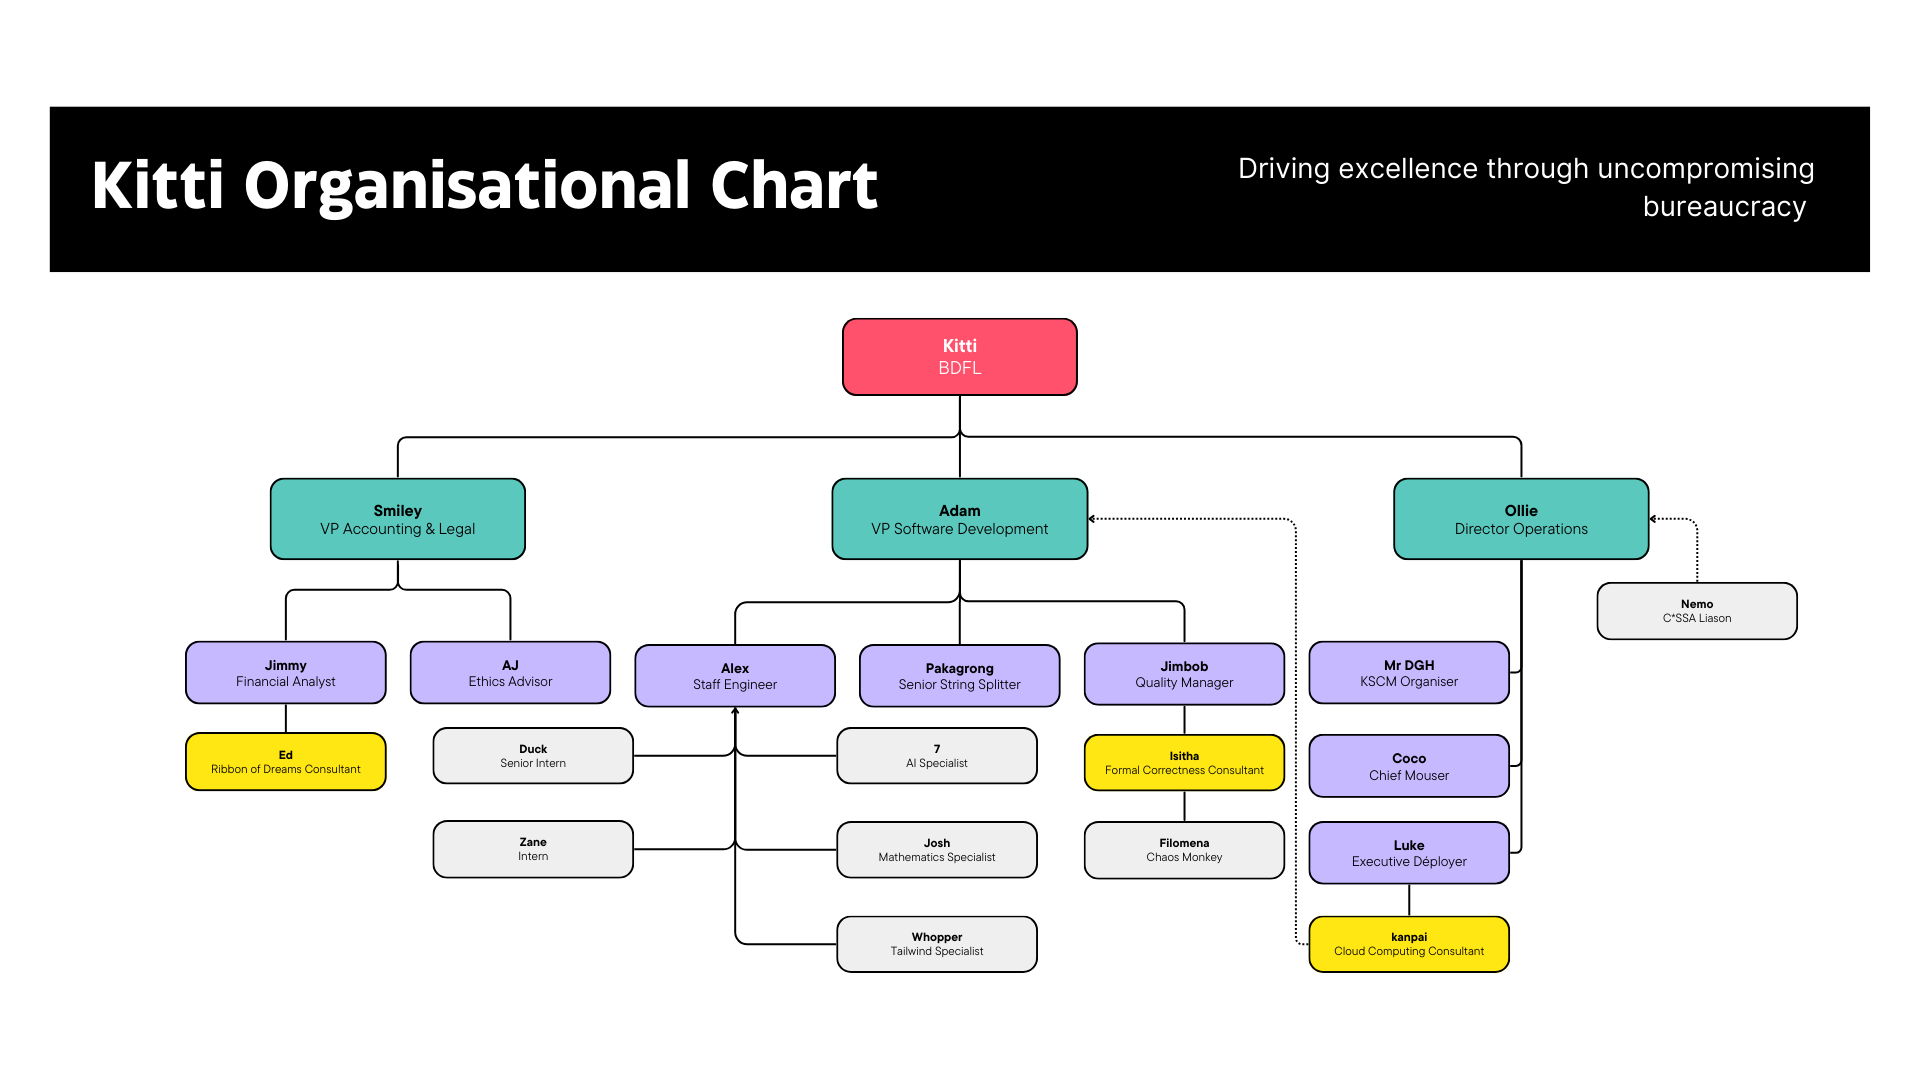 Kitti Organisational Chart
Driving excellence through uncompromising
bureaucracy
Kitti
BDFL
Smiley
VP Accounting & Legal
Adam
VP Software Development
Ollie
Director Operations
Nemo
C*SSA Liason
Jimmy
Financial Analyst
AJ
Ethics Advisor
Alex
Staff Engineer
Pakagrong
Senior String Splitter
Jimbob
Quality Manager
Mr DGH
KSCM Organiser
Ed
Ribbon of Dreams Consultant
Duck
Senior Intern
7
AI Specialist
Isitha
Formal Correctness Consultant
Coco
Chief Mouser
Zane
Intern
Josh
Mathematics Specialist
Filomena
Chaos Monkey
Luke
Executive Déployer
Whopper
Tailwind Specialist
kanpai
Cloud Computing Consultant